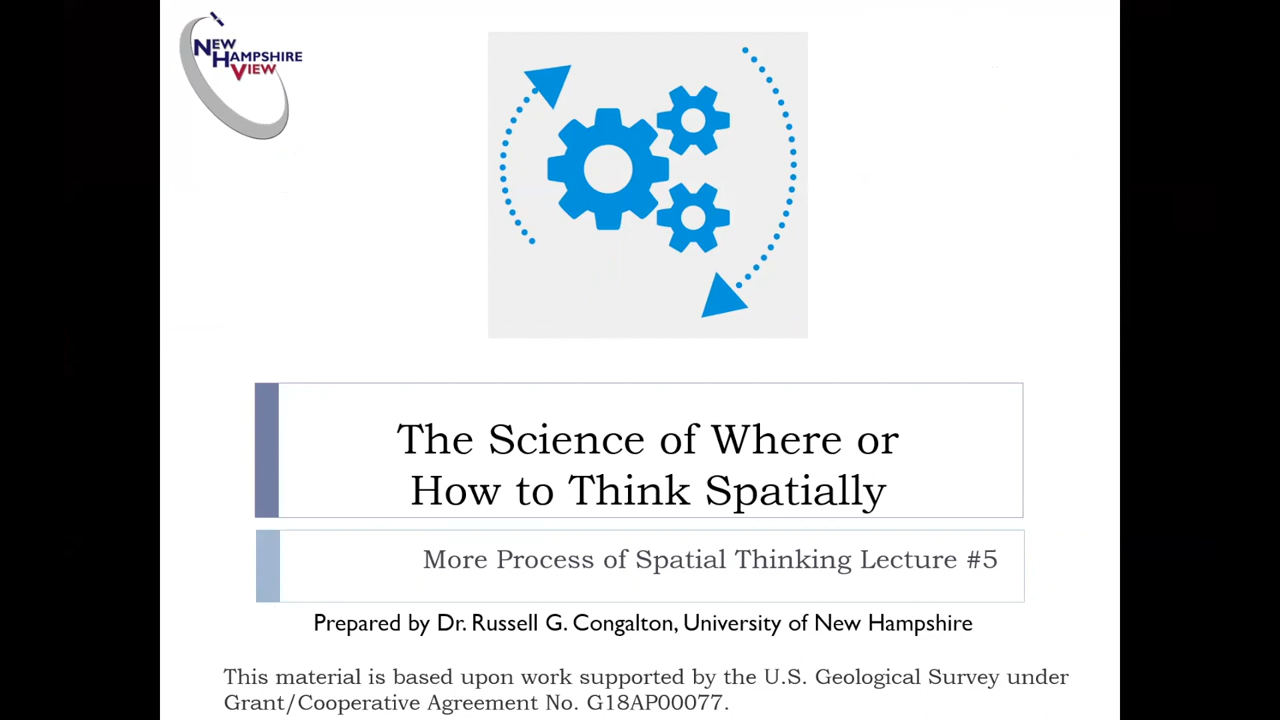 NEW
HAMPSHIRE
VIEW
The Science of Where or
How to Think Spatially
More Process of Spatial Thinking Lecture #5
Prepared by Dr. Russell G. Congalton, University of New Hampshire
This material is based upon work supported by the U.S. Geological Survey under
Grant/Cooperative Agreement No. G18AP00077.